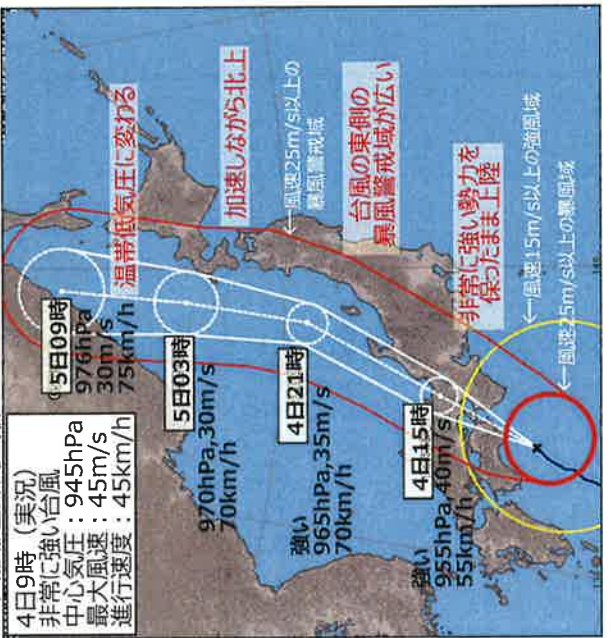 4日9時（実況）
非常に強い台風
中心気圧：945hPa
最大風速：45m/s
進行速度：45km/h
5日09時
976hPa
30m/s
75km/h
温帯低気圧に変わる
5日03時
970hPa,30m/s
70km/h
加速しながら北上
4日21時
強い
965hPa,35m/s
70km/h
←風速25m/s以上の
暴風警戒域
台風の東側の
暴風警戒域が広い
4日15時
強い
955hPa,40m/s
55km/h
非常に強い勢力を
保ったまま上陸
←風速15m/s以上の強風域
←風速25m/s以上の暴風域